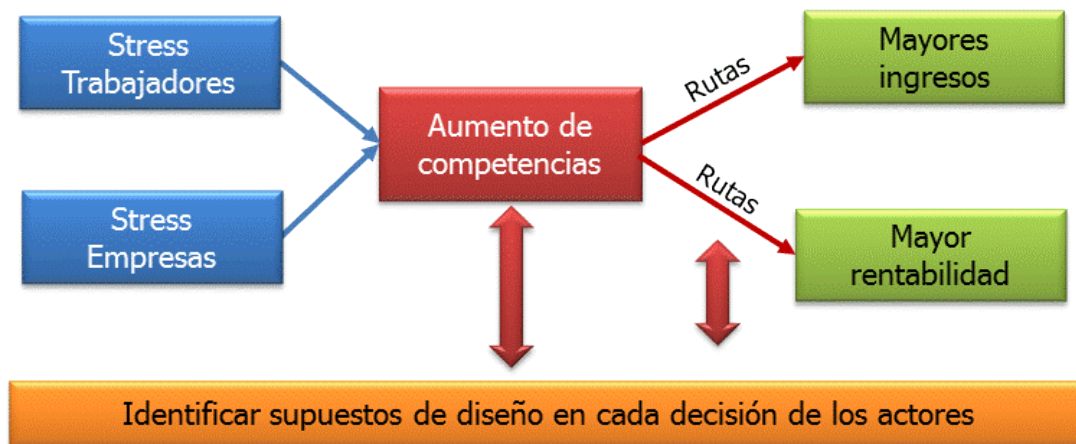 Stress
Trabajadores
Stress
Empresas
Aumento de
competencias
Rutas
Rutas
Mayores
ingresos
Mayor
rentabilidad
Identificar supuestos de diseño en cada decisión de los actores